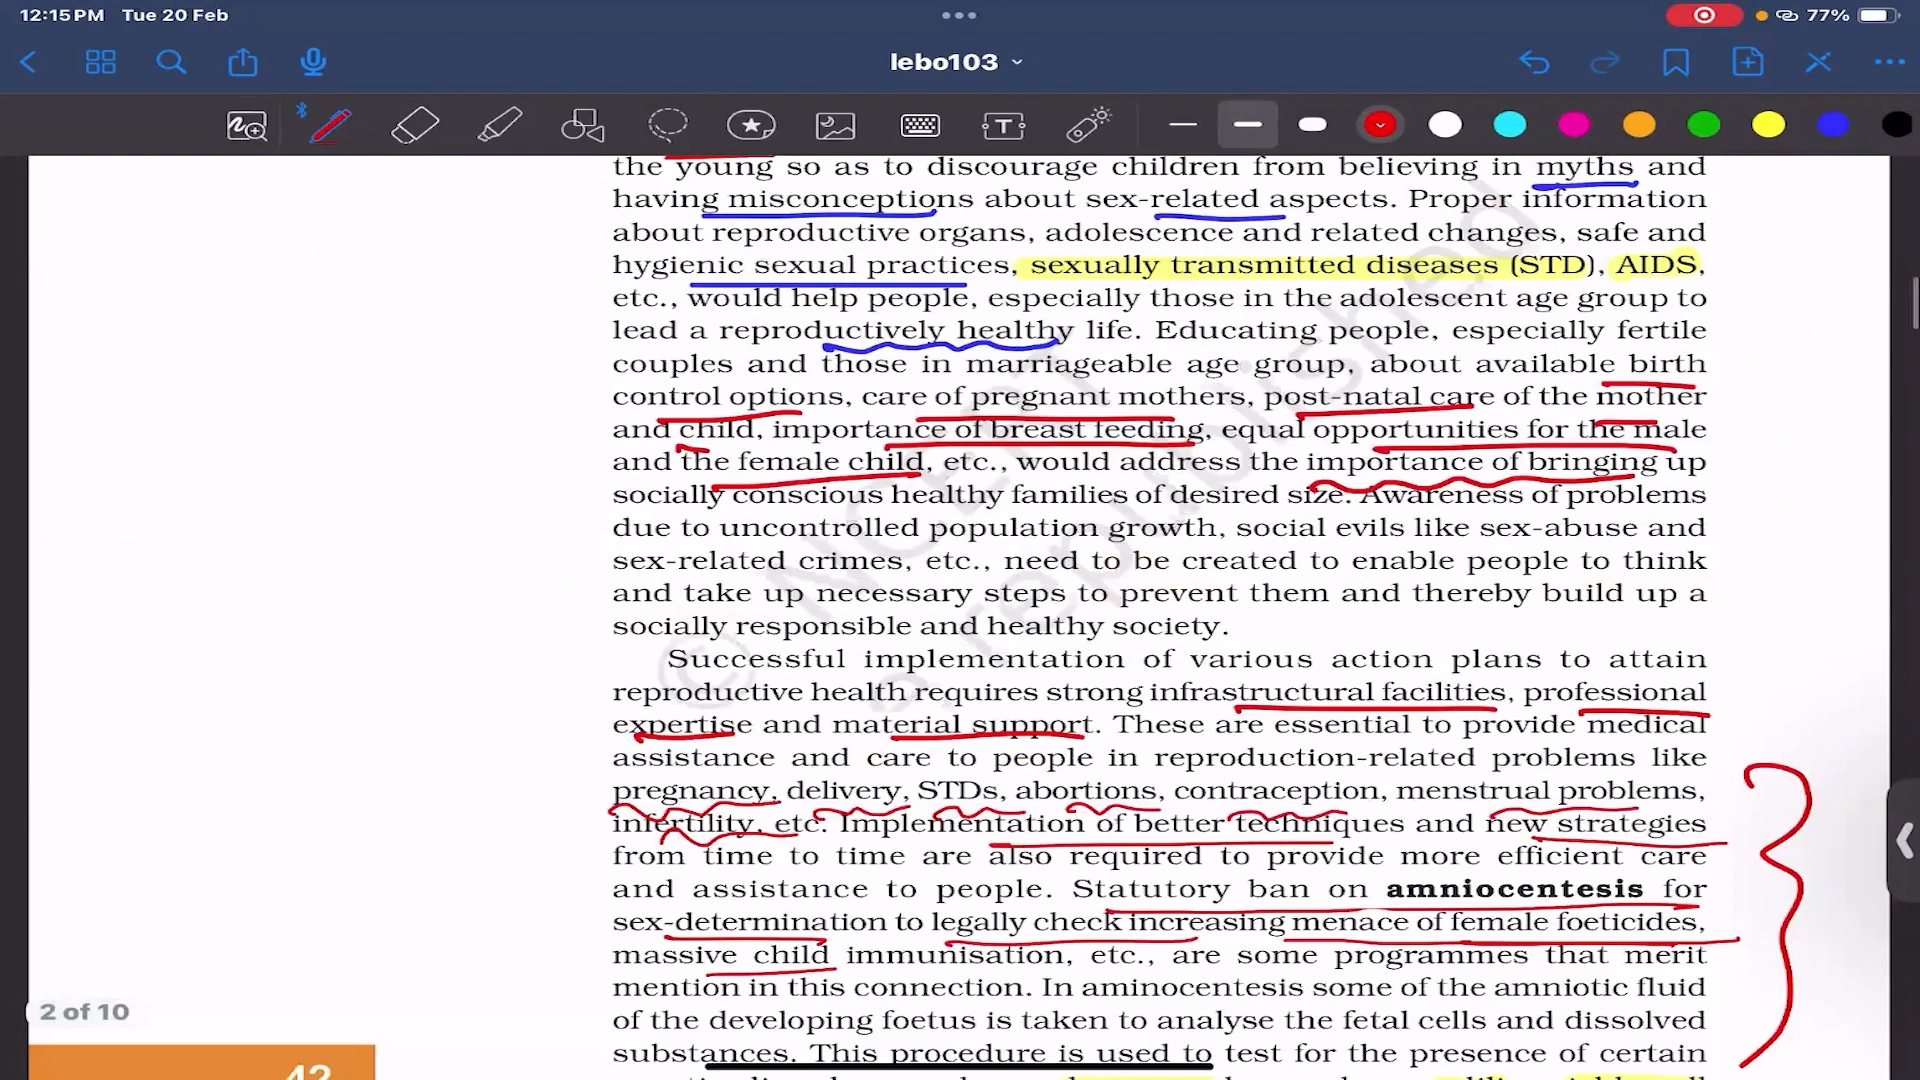 12:15 PM Tue 20 Feb
77%
lebo103
the young so as to discourage children from believing in myths and
having misconceptions about sex-related aspects. Proper information
about reproductive organs, adolescence and related changes, safe and
hygienic sexual practices, sexually transmitted diseases (STD), AIDS,
etc., would help people, especially those in the adolescent age group to
lead a reproductively healthy life. Educating people, especially fertile
couples and those in marriageable age group, about available birth
control options, care of pregnant mothers, post-natal care of the mother
and child, importance of breast feeding, equal opportunities for the male
and the female child, etc., would address the importance of bringing up
socially conscious healthy families of desired size. Awareness of problems
due to uncontrolled population growth, social evils like sex-abuse and
sex-related crimes, etc., need to be created to enable people to think
and take up necessary steps to prevent them and thereby build up a
socially responsible and healthy society.
Successful implementation of various action plans to attain
reproductive health requires strong infrastructural facilities, professional
expertise and material support. These are essential to provide medical
assistance and care to people in reproduction-related problems like
pregnancy, delivery, STDs, abortions, contraception, menstrual problems,
infertility, etc. Implementation of better techniques and new strategies
from time to time are also required to provide more efficient care
and assistance to people. Statutory ban on amniocentesis for
sex-determination to legally check increasing menace of female foeticides,
massive child immunisation, etc., are some programmes that merit
mention in this connection. In aminocentesis some of the amniotic fluid
of the developing foetus is taken to analyse the fetal cells and dissolved
substances. This procedure is used to test for the presence of certain
© NCERT
republished
2 of 10
42